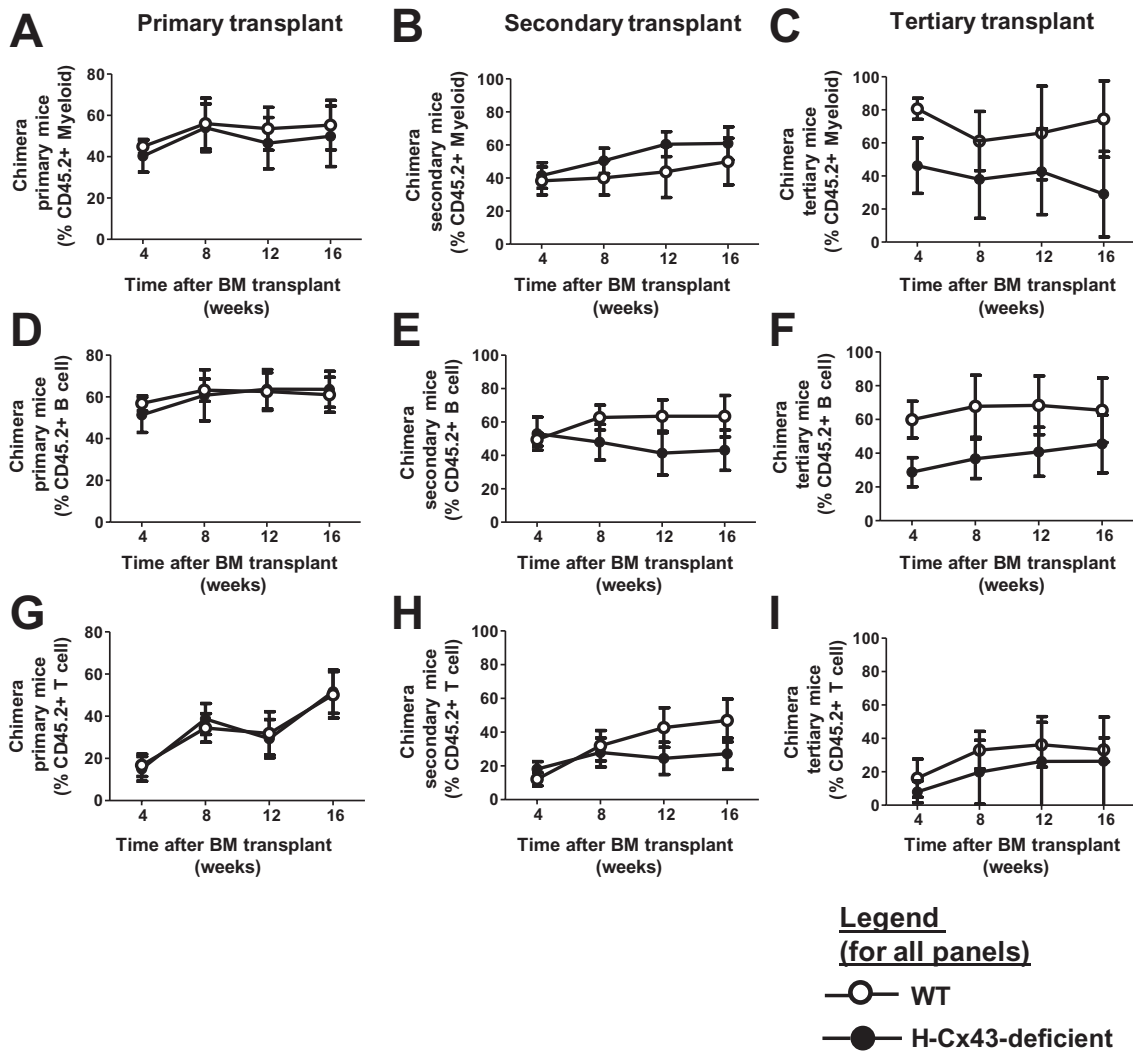 A
Primary transplant
Chimera
primary mice
(% CD45.2+ Myeloid)
80
60
40
20
0
4 8 12 16
Time after BM transplant
(weeks)
B
Secondary transplant
Chimera
secondary mice
(% CD45.2+ Myeloid)
100
80
60
40
20
0
4 8 12 16
Time after BM transplant
(weeks)
C
Tertiary transplant
Chimera
tertiary mice
(% CD45.2+ Myeloid)
100
80
60
40
20
0
4 8 12 16
Time after BM transplant
(weeks)
D
Chimera
primary mice
(% CD45.2+ B cell)
80
60
40
20
0
4 8 12 16
Time after BM transplant
(weeks)
E
Chimera
secondary mice
(% CD45.2+ B cell)
100
80
60
40
20
0
4 8 12 16
Time after BM transplant
(weeks)
F
Chimera
tertiary mice
(% CD45.2+ B cell)
100
80
60
40
20
0
4 8 12 16
Time after BM transplant
(weeks)
G
Chimera
primary mice
(% CD45.2+ T cell)
80
60
40
20
0
4 8 12 16
Time after BM transplant
(weeks)
H
Chimera
secondary mice
(% CD45.2+ T cell)
100
80
60
40
20
0
4 8 12 16
Time after BM transplant
(weeks)
I
Chimera
tertiary mice
(% CD45.2+ T cell)
100
80
60
40
20
0
4 8 12 16
Time after BM transplant
(weeks)
Legend
(for all panels)
WT
H-Cx43-deficient